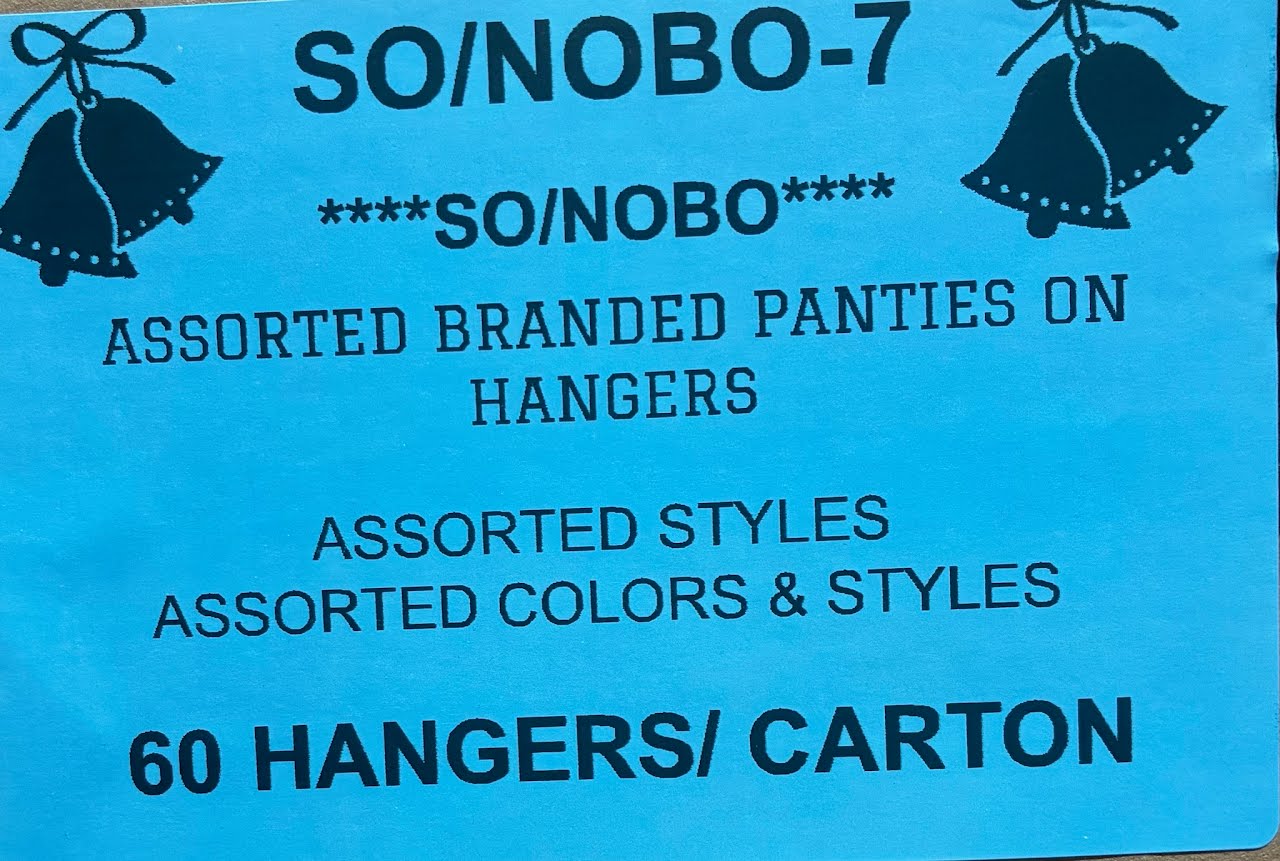 SO/NOBO-7
****SO/NOBO****
ASSORTED BRANDED PANTIES ON
HANGERS
ASSORTED STYLES
ASSORTED COLORS & STYLES
60 HANGERS/ CARTON